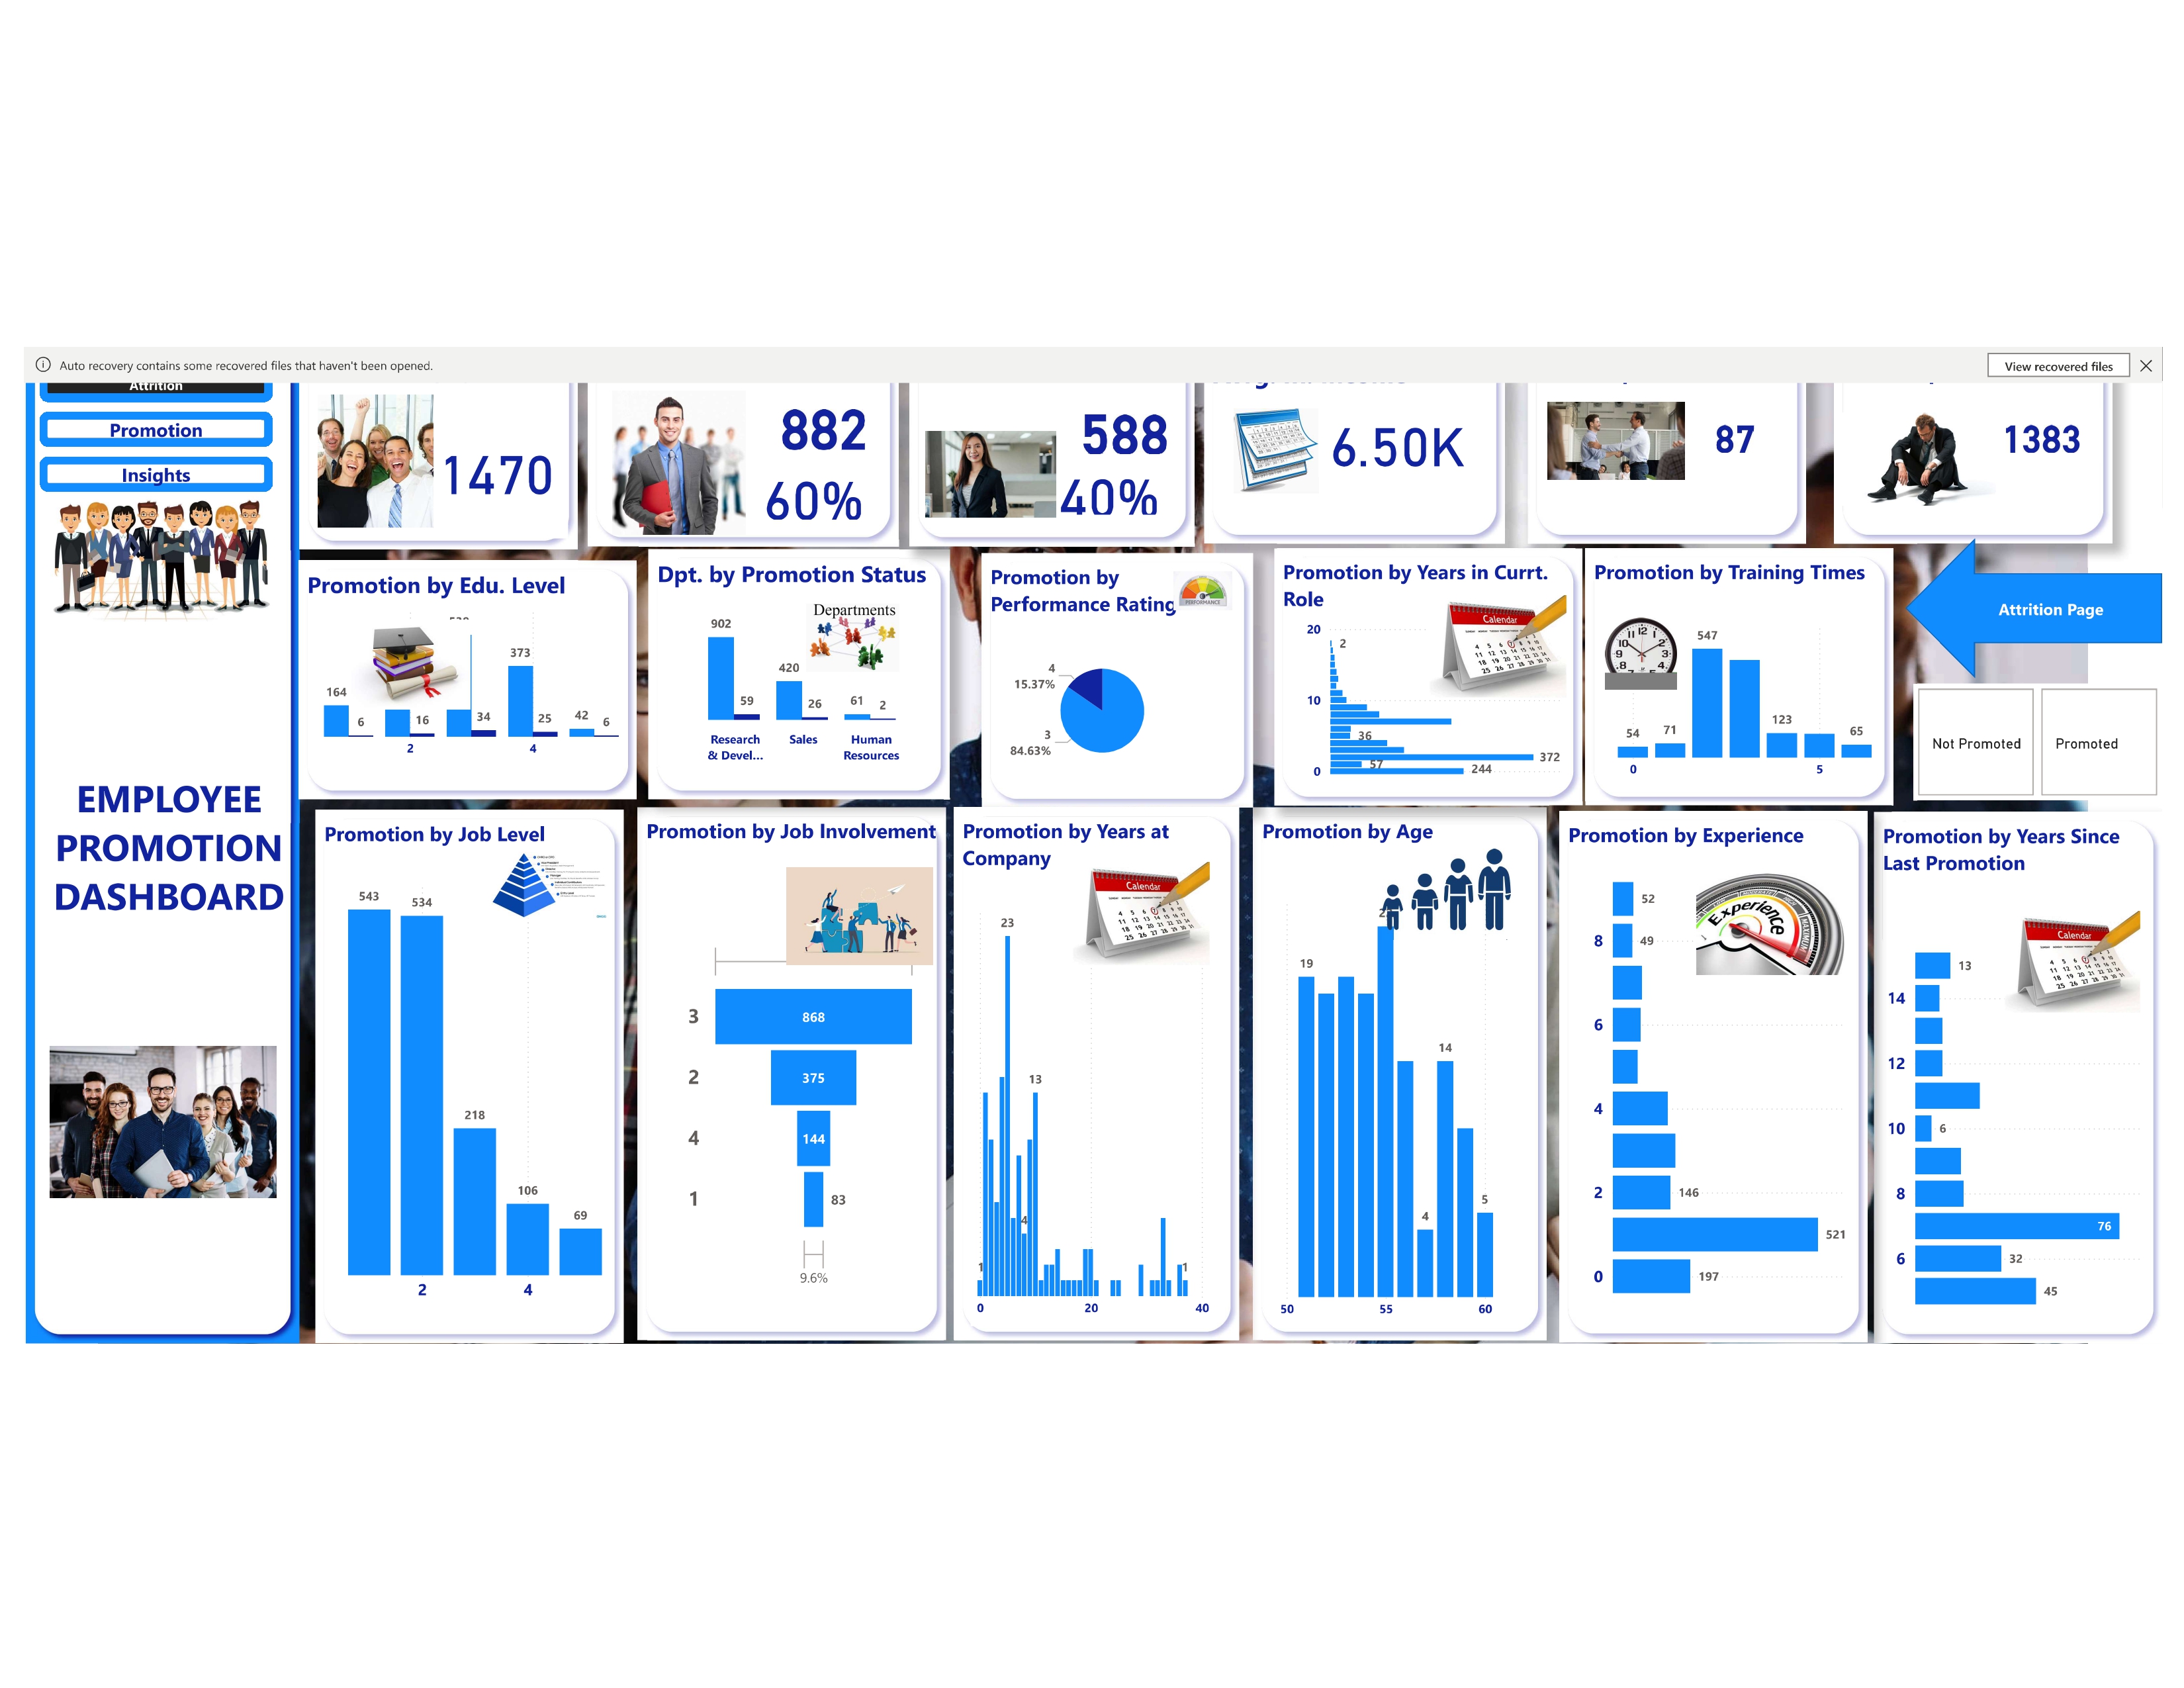 Auto recovery contains some recovered files that haven't been opened.
View recovered files
Attrition
Promotion
Insights
EMPLOYEE
PROMOTION
DASHBOARD
1470
882
60%
588
40%
6.50K
87
1383
Promotion by Edu. Level
164
6
16
34
373
25
42
6
2
4
Dpt. by Promotion Status
Departments
902
59
420
26
61
2
Research
& Devel...
Sales
Human
Resources
Promotion by
Performance Rating
PERFORMANCE
4
15.37%
3
84.63%
Promotion by Years in Currt.
Role
Calendar
20
2
10
36
372
57
0
244
Promotion by Training Times
547
54
71
123
65
0
5
Attrition Page
Not Promoted
Promoted
Promotion by Job Level
543
534
218
106
69
2
4
Promotion by Job Involvement
3
868
2
375
4
144
1
83
9.6%
Promotion by Years at
Company
Calendar
23
13
4
1
1
0
20
40
Promotion by Age
19
14
4
5
50
55
60
Promotion by Experience
Experience
52
8
49
6
4
2
146
521
0
197
Promotion by Years Since
Last Promotion
Calendar
13
14
12
10
6
8
76
6
32
45